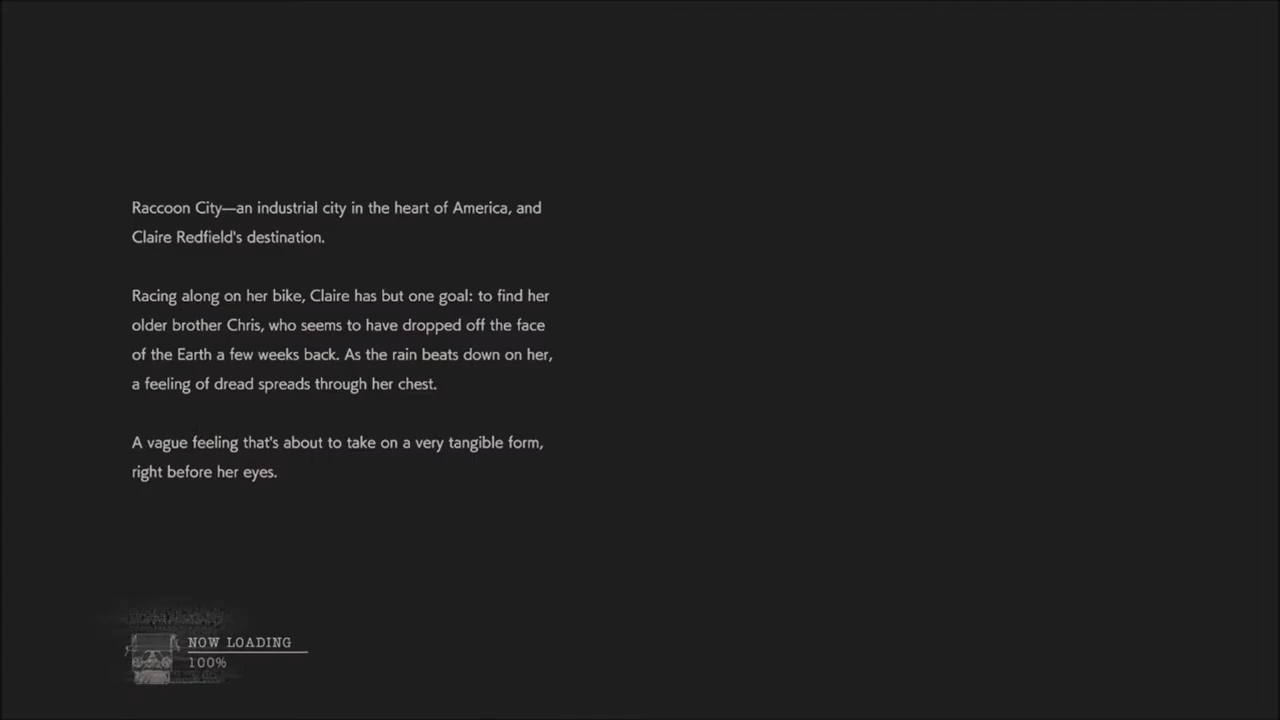 Raccoon City—an industrial city in the heart of America, and
Claire Redfield's destination.
Racing along on her bike, Claire has but one goal: to find her
older brother Chris, who seems to have dropped off the face
of the Earth a few weeks back. As the rain beats down on her,
a feeling of dread spreads through her chest.
A vague feeling that's about to take on a very tangible form,
right before her eyes.
NOW LOADING
100%